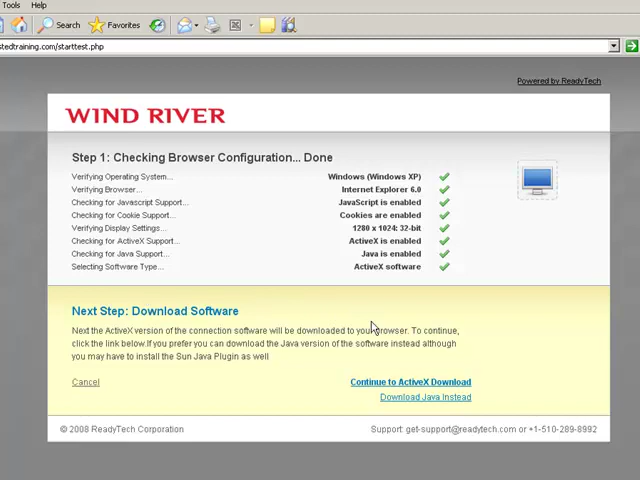 Tools Help
Search Favorites
stedtraining.com/starttest.php
Powered by ReadyTech
WIND RIVER
Step 1: Checking Browser Configuration... Done
Verifying Operating System... Windows (Windows XP)
Verifying Browser... Internet Explorer 6.0
Checking for Javascript Support... JavaScript is enabled
Checking for Cookie Support... Cookies are enabled
Verifying Display Settings... 1280 x 1024: 32-bit
Checking for ActiveX Support... ActiveX is enabled
Checking for Java Support... Java is enabled
Selecting Software Type... ActiveX software
Next Step: Download Software
Next the ActiveX version of the connection software will be downloaded to your browser. To continue,
click the link below.If you prefer you can download the Java version of the software instead although
you may have to install the Sun Java Plugin as well
Cancel Continue to ActiveX Download
Download Java Instead
© 2008 ReadyTech Corporation Support: get-support@readytech.com or +1-510-289-8992